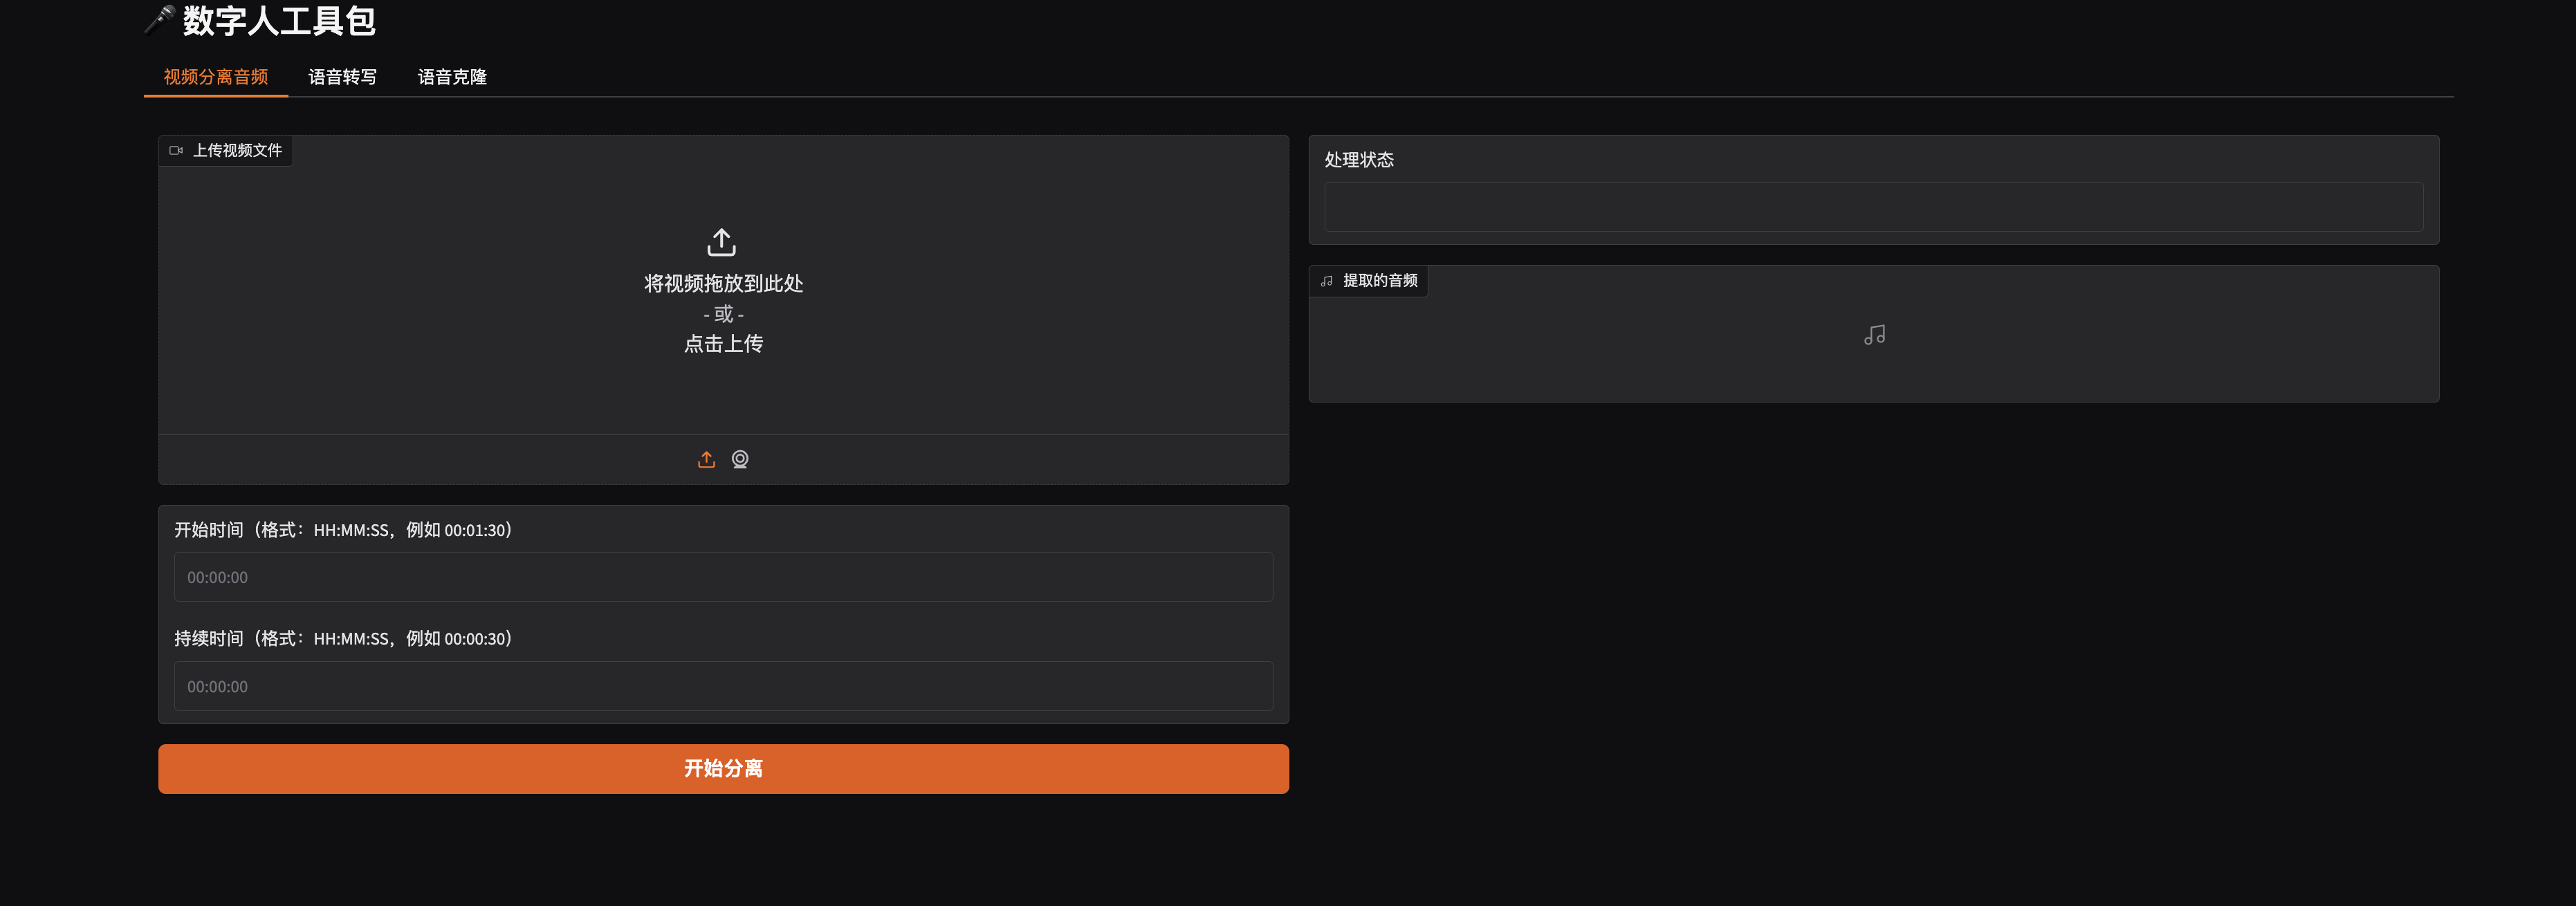 数字人工具包
视频分离音频
语音转写
语音克隆
上传视频文件
将视频拖放到此处
- 或 -
点击上传
开始时间（格式：HH:MM:SS，例如 00:01:30）
00:00:00
持续时间（格式：HH:MM:SS，例如 00:00:30）
00:00:00
开始分离
处理状态
提取的音频